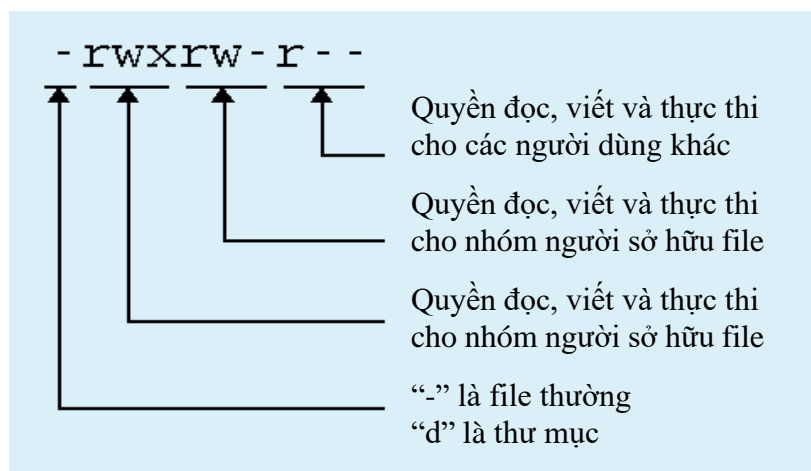 -rwxrw-r--
Quyền đọc, viết và thực thi
cho các người dùng khác
Quyền đọc, viết và thực thi
cho nhóm người sở hữu file
Quyền đọc, viết và thực thi
cho nhóm người sở hữu file
“-” là file thường
“d” là thư mục